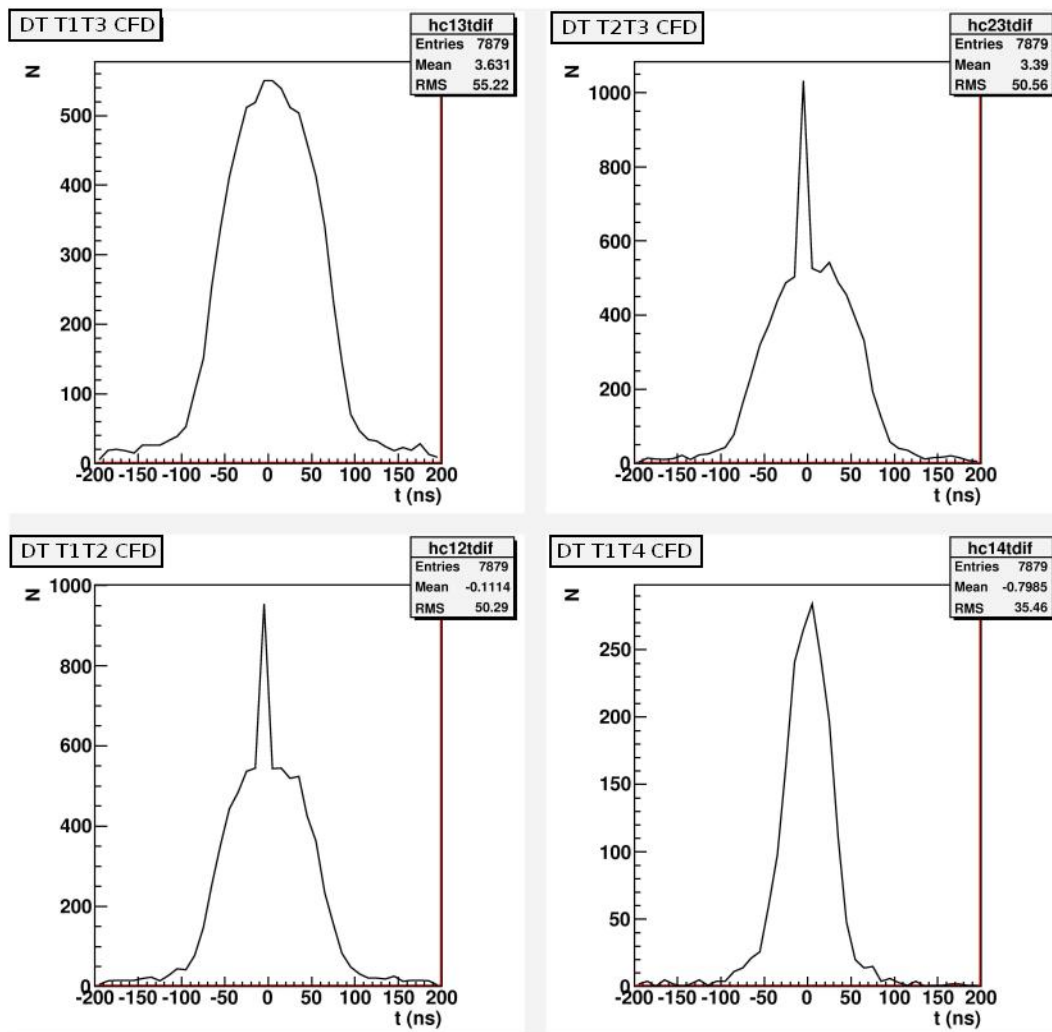 DT T1T3 CFD
hc13tdif
Entries 7879
Mean 3.631
RMS 55.22
N
500
400
300
200
100
0
-200 -150 -100 -50 0 50 100 150 200
t (ns)
DT T2T3 CFD
hc23tdif
Entries 7879
Mean 3.39
RMS 50.56
N
1000
800
600
400
200
0
-200 -150 -100 -50 0 50 100 150 200
t (ns)
DT T1T2 CFD
hc12tdif
Entries 7879
Mean -0.1114
RMS 50.29
N
1000
800
600
400
200
0
-200 -150 -100 -50 0 50 100 150 200
t (ns)
DT T1T4 CFD
hc14tdif
Entries 7879
Mean -0.7985
RMS 35.46
N
250
200
150
100
50
0
-200 -150 -100 -50 0 50 100 150 200
t (ns)